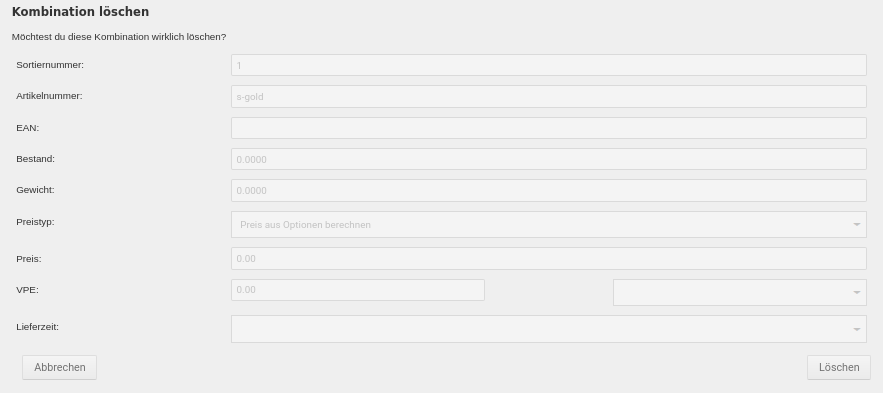 Kombination löschen
Möchtest du diese Kombination wirklich löschen?
Sortiernummer: 1
Artikelnummer: s-gold
EAN:
Bestand: 0.0000
Gewicht: 0.0000
Preistyp: Preis aus Optionen berechnen
Preis: 0.00
VPE: 0.00
Lieferzeit:
Abbrechen Löschen